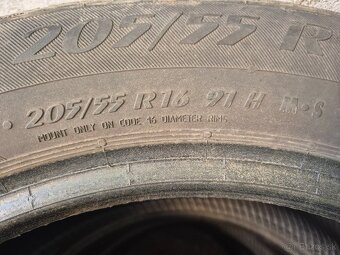 205/55 R
205/55 R16 91 H M•S
MOUNT ONLY ON CODE 16 DIAMETER RIMS